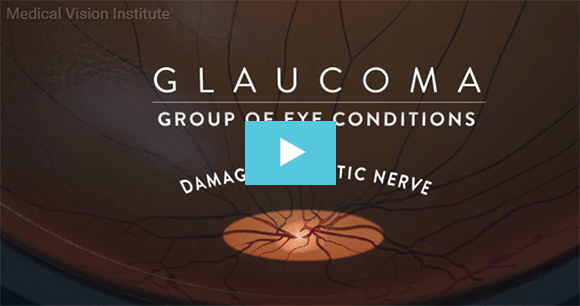 Medical Vision Institute
GLAUCOMA
GROUP OF EYE CONDITIONS
DAMAG TIC NERVE